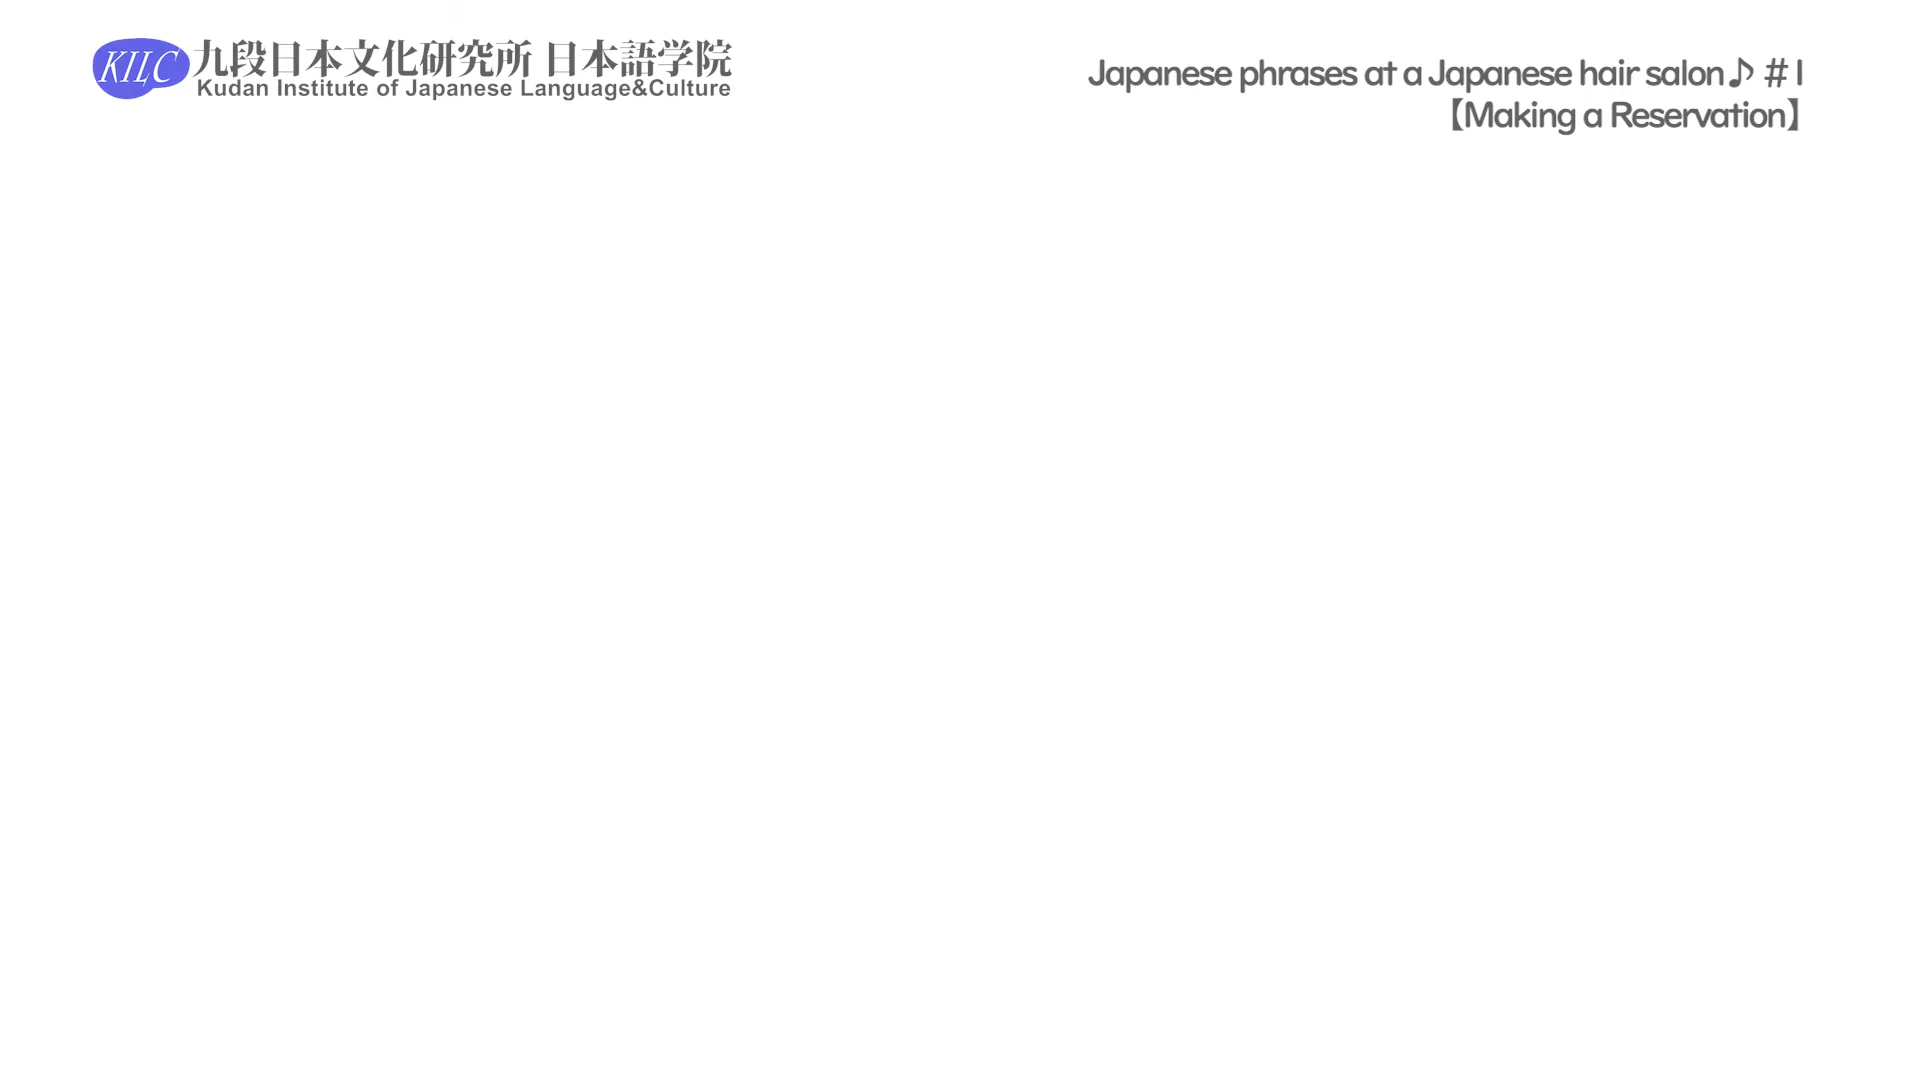 KILC
九段日本文化研究所 日本語学院
Kudan Institute of Japanese Language&Culture
Japanese phrases at a Japanese hair salon♪ #1
【Making a Reservation】